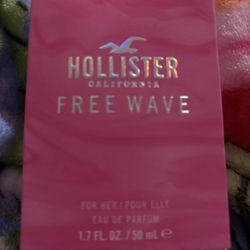 HOLLISTER
CALIFORNIA
FREE WAVE
FOR HER / POUR ELLE
EAU DE PARFUM
1.7 FL. OZ. / 50 ml ℮